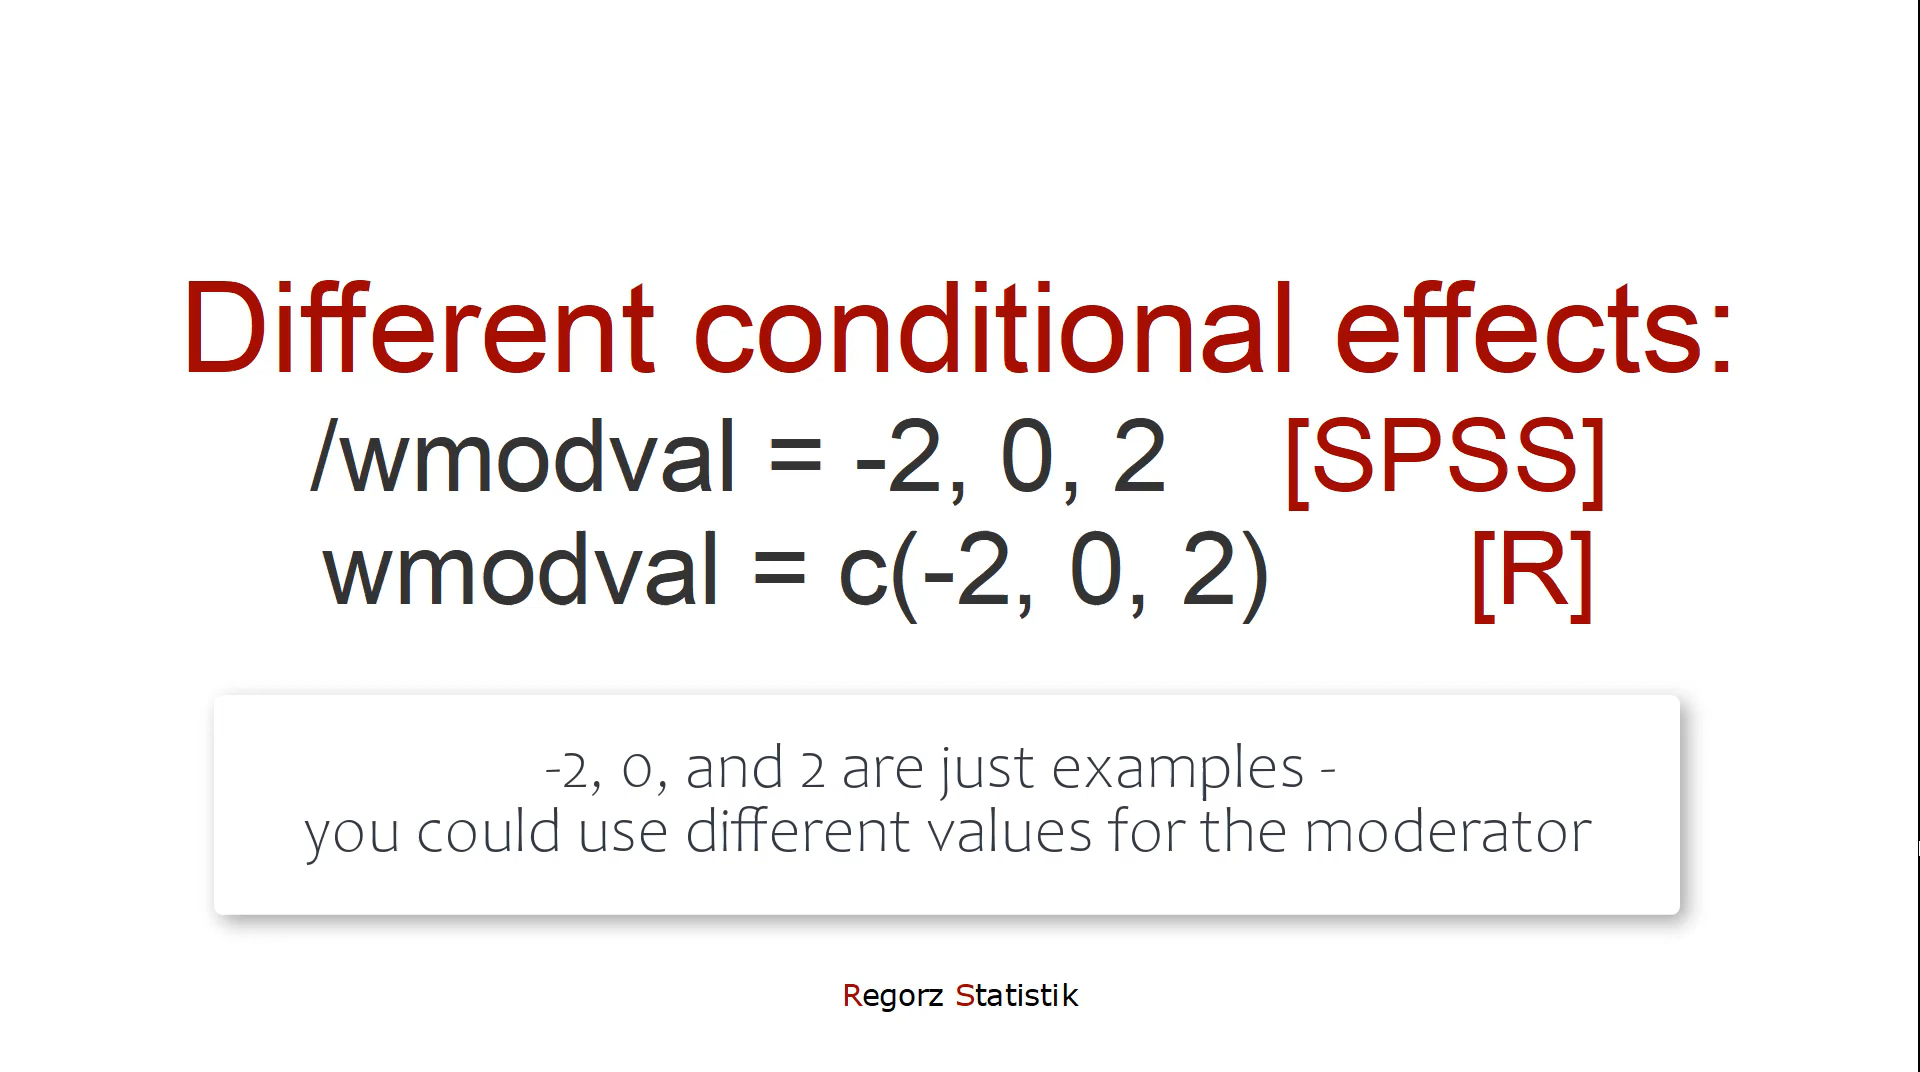 Different conditional effects:
/wmodval = -2, 0, 2 [SPSS]
wmodval = c(-2, 0, 2) [R]
-2, 0, and 2 are just examples -
you could use different values for the moderator
Regorz Statistik